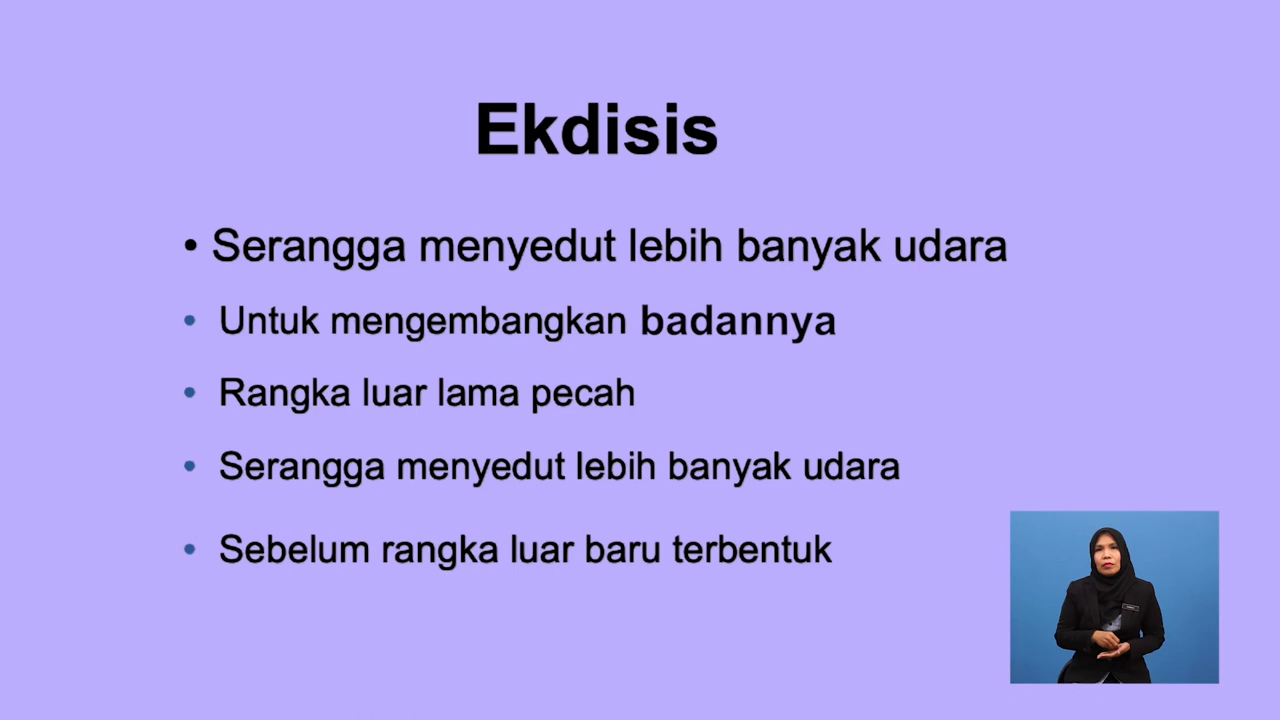 Ekdisis
• Serangga menyedut lebih banyak udara
• Untuk mengembangkan badannya
• Rangka luar lama pecah
• Serangga menyedut lebih banyak udara
• Sebelum rangka luar baru terbentuk